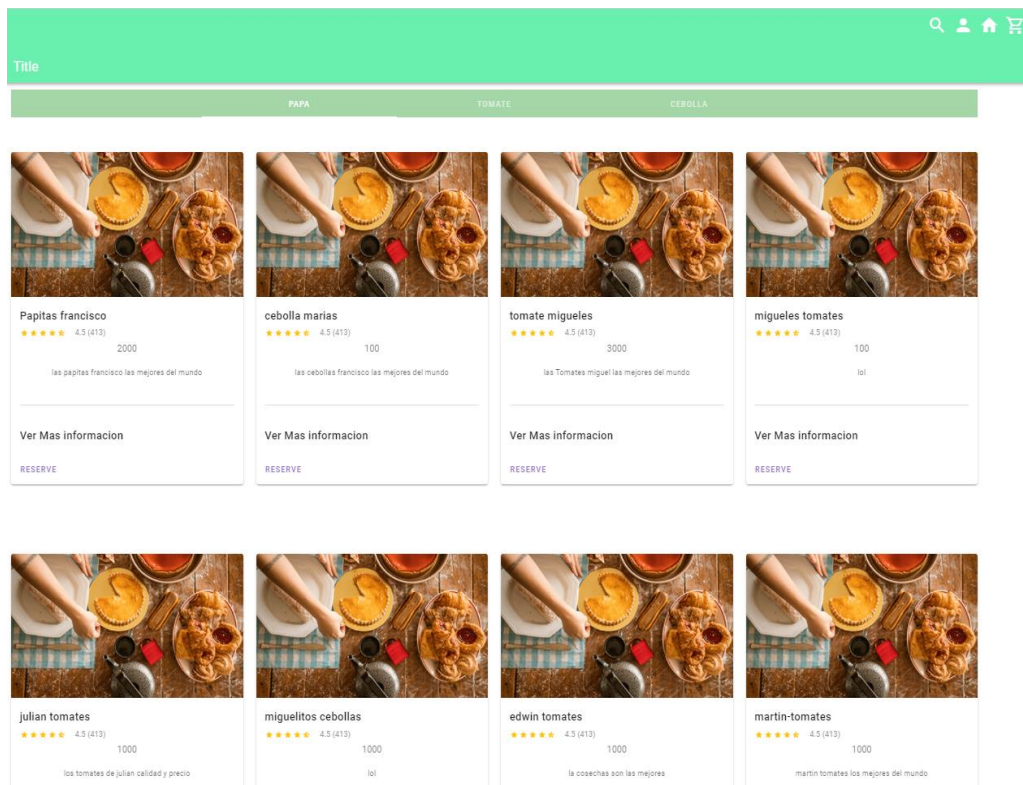 Title
PAPA TOMATE CEBOLLA
Papitas francisco
4.5 (413)
2000
las papitas francisco las mejores del mundo
Ver Mas informacion
RESERVE
cebolla marias
4.5 (413)
100
las cebollas francisco las mejores del mundo
Ver Mas informacion
RESERVE
tomate migueles
4.5 (413)
3000
las Tomates miguel las mejores del mundo
Ver Mas informacion
RESERVE
migueles tomates
4.5 (413)
100
lol
Ver Mas informacion
RESERVE
julian tomates
4.5 (413)
1000
los tomates de julian calidad y precio
miguelitos cebollas
4.5 (413)
1000
lol
edwin tomates
4.5 (413)
1000
la cosechas son las mejores
martin-tomates
4.5 (413)
1000
martin tomates los mejores del mundo